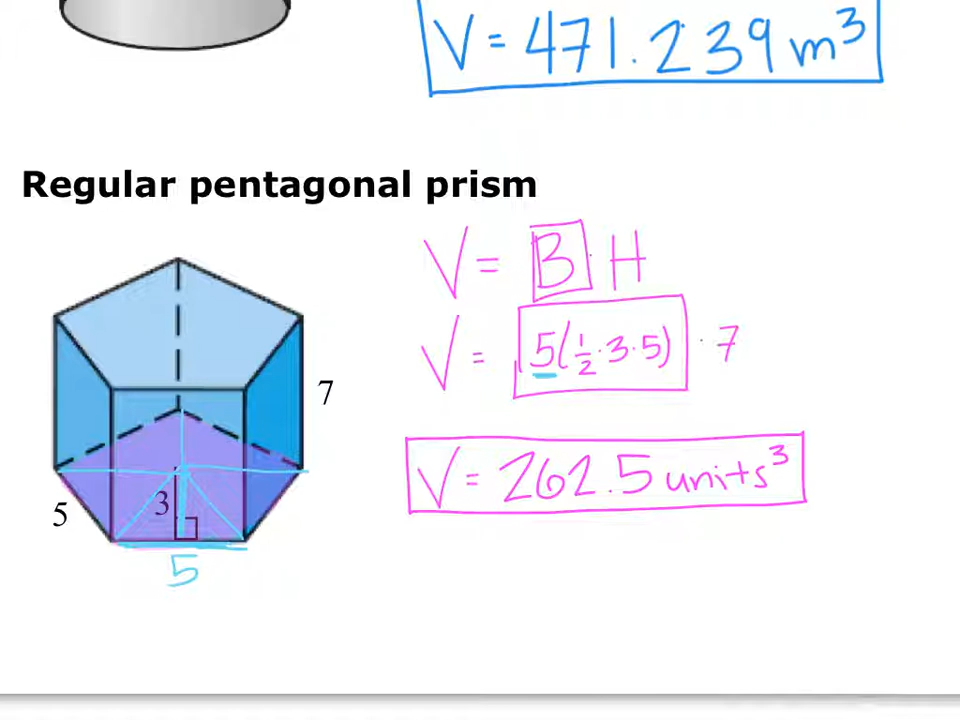 V = 471.239 m³
Regular pentagonal prism
V = B · H
V = 5(1/2·3·5) · 7
7
V = 262.5 units³
3
5
5